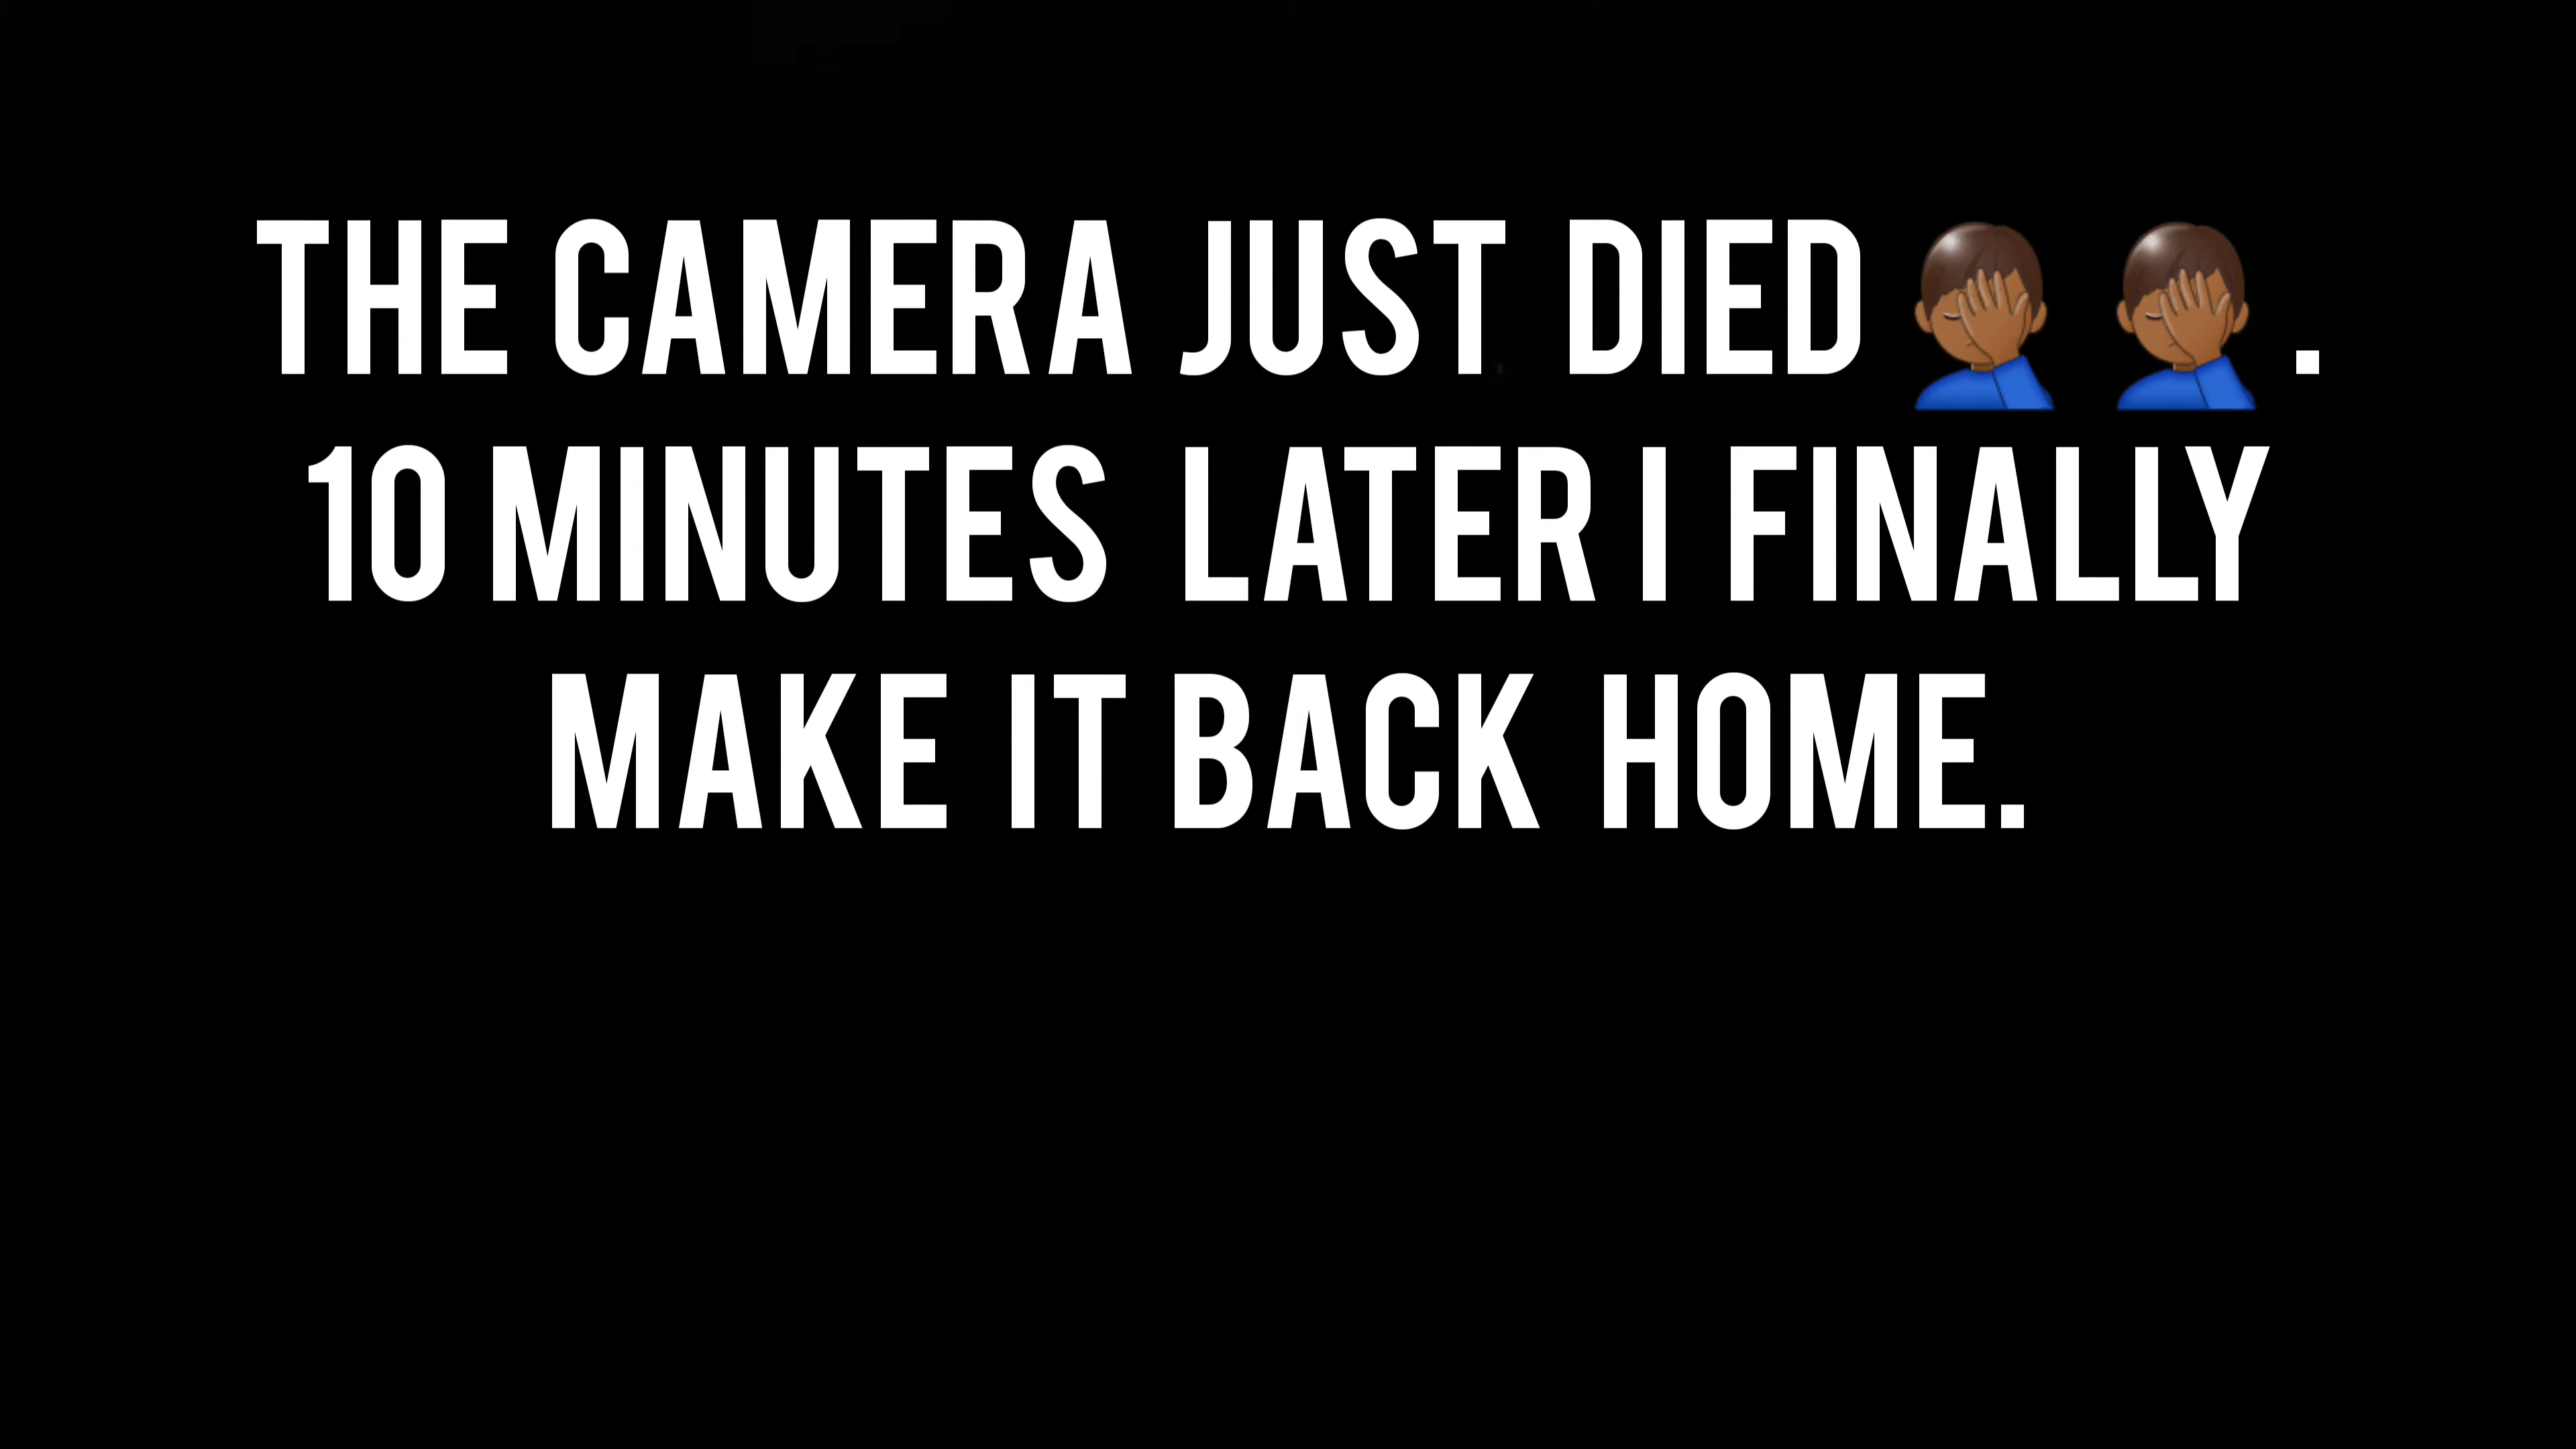 THE CAMERA JUST DIED 🤦🏾‍♂️ 🤦🏾‍♂️ .
10 MINUTES LATER I FINALLY
MAKE IT BACK HOME.